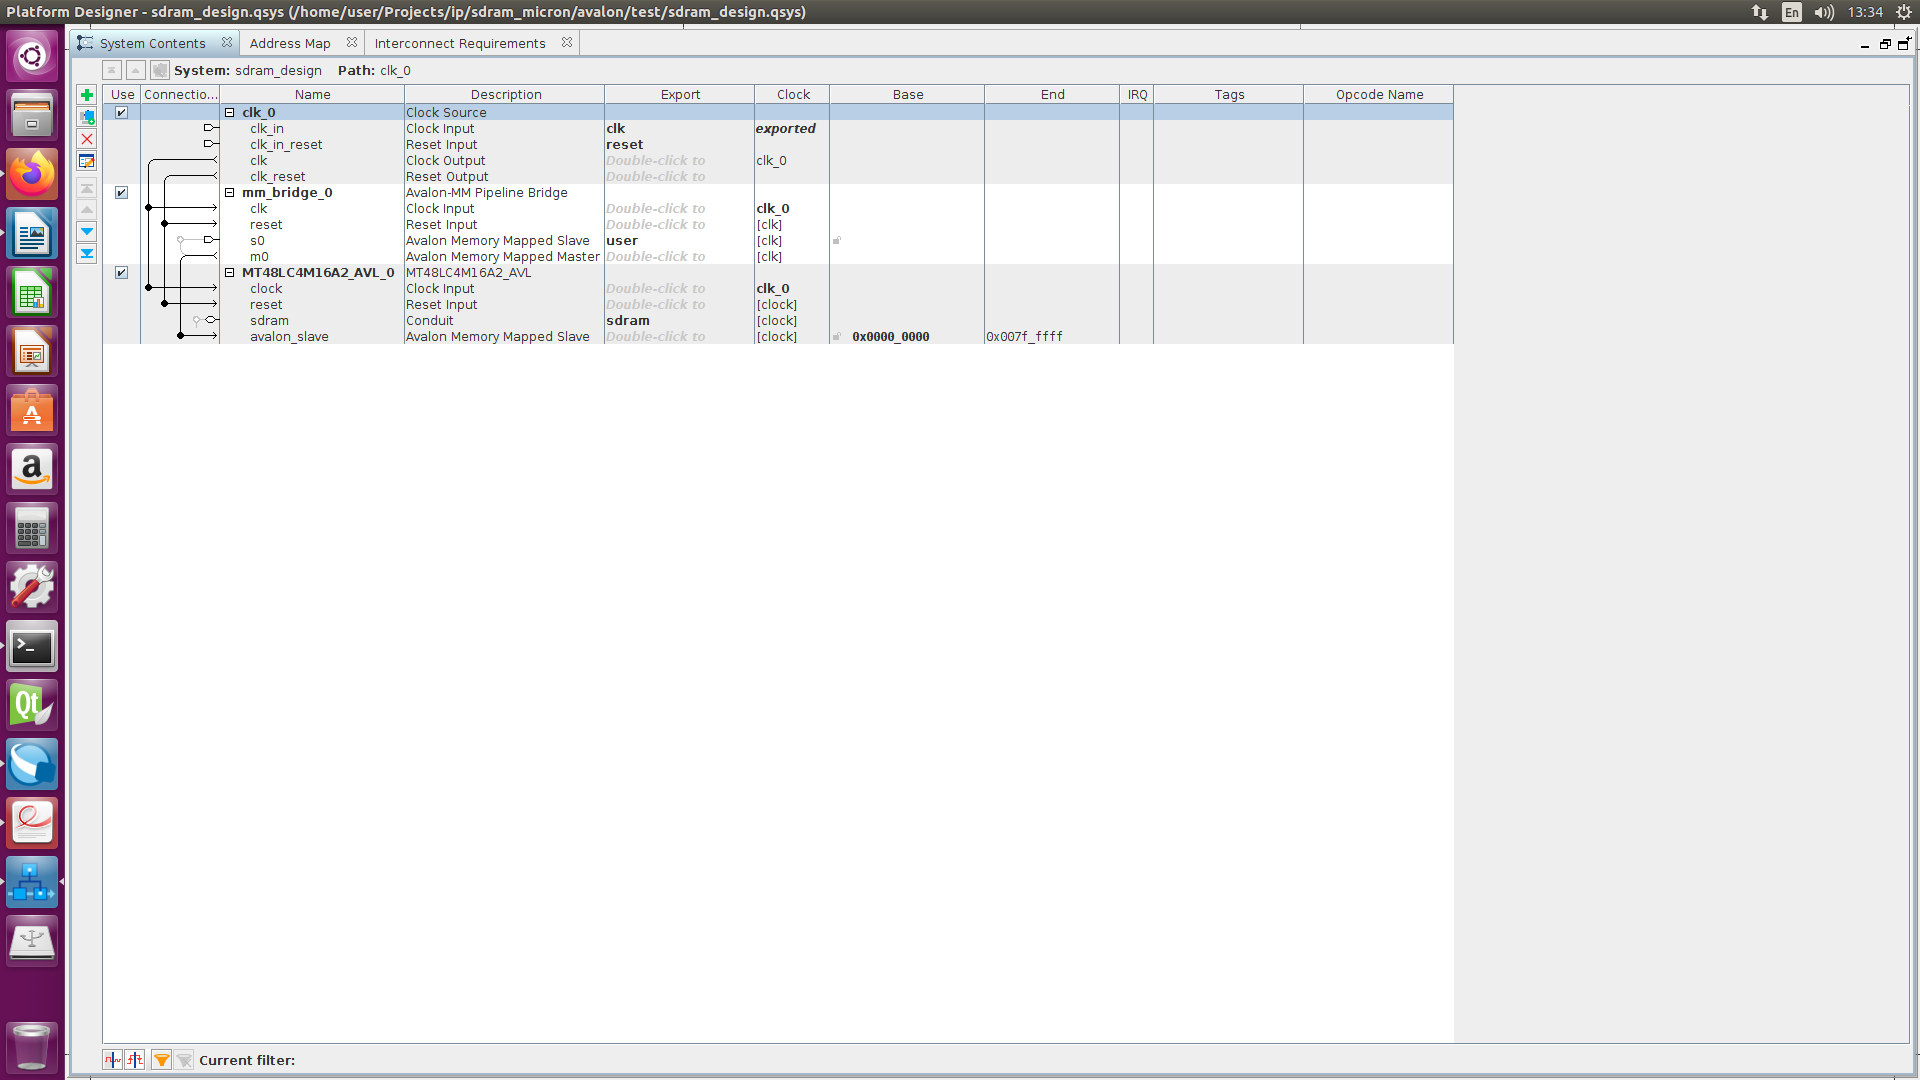 Platform Designer - sdram_design.qsys (/home/user/Projects/ip/sdram_micron/avalon/test/sdram_design.qsys) En 13:34
System Contents Address Map Interconnect Requirements
System: sdram_design Path: clk_0
Use Connectio... Name Description Export Clock Base End IRQ Tags Opcode Name
clk_0 Clock Source
clk_in Clock Input clk exported
clk_in_reset Reset Input reset
clk Clock Output Double-click to clk_0
clk_reset Reset Output Double-click to
mm_bridge_0 Avalon-MM Pipeline Bridge
clk Clock Input Double-click to clk_0
reset Reset Input Double-click to [clk]
s0 Avalon Memory Mapped Slave user [clk]
m0 Avalon Memory Mapped Master Double-click to [clk]
MT48LC4M16A2_AVL_0 MT48LC4M16A2_AVL
clock Clock Input Double-click to clk_0
reset Reset Input Double-click to [clock]
sdram Conduit sdram [clock]
avalon_slave Avalon Memory Mapped Slave Double-click to [clock] 0x0000_0000 0x007f_ffff
a
>_
Qt
Current filter: